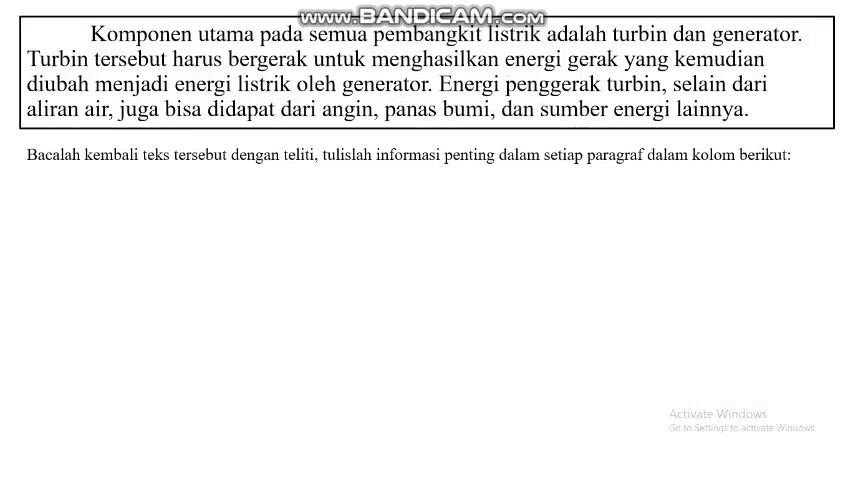 www.BANDICAM.com
Komponen utama pada semua pembangkit listrik adalah turbin dan generator.
Turbin tersebut harus bergerak untuk menghasilkan energi gerak yang kemudian
diubah menjadi energi listrik oleh generator. Energi penggerak turbin, selain dari
aliran air, juga bisa didapat dari angin, panas bumi, dan sumber energi lainnya.
Bacalah kembali teks tersebut dengan teliti, tulislah informasi penting dalam setiap paragraf dalam kolom berikut:
Activate Windows
Go to Settings to activate Windows.